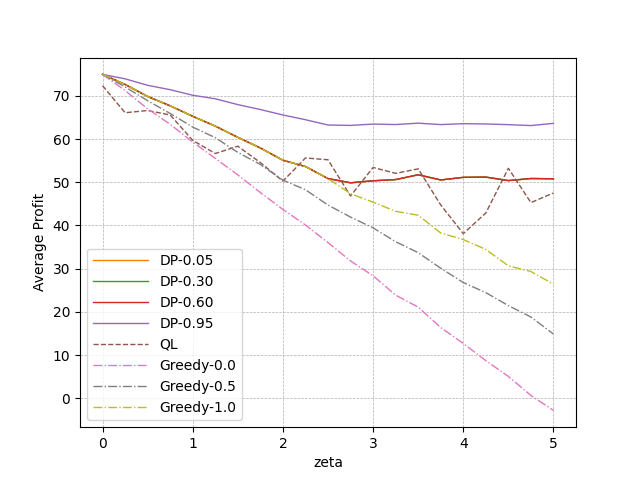 70
60
50
40
30
20
10
0
Average Profit
DP-0.05
DP-0.30
DP-0.60
DP-0.95
QL
Greedy-0.0
Greedy-0.5
Greedy-1.0
0 1 2 3 4 5
zeta